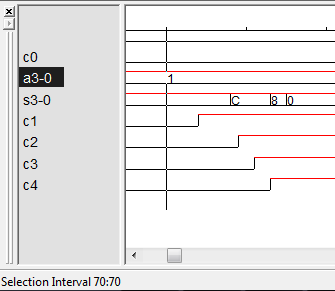 c0
a3-0 1
s3-0 C 8 0
c1
c2
c3
c4
Selection Interval 70:70